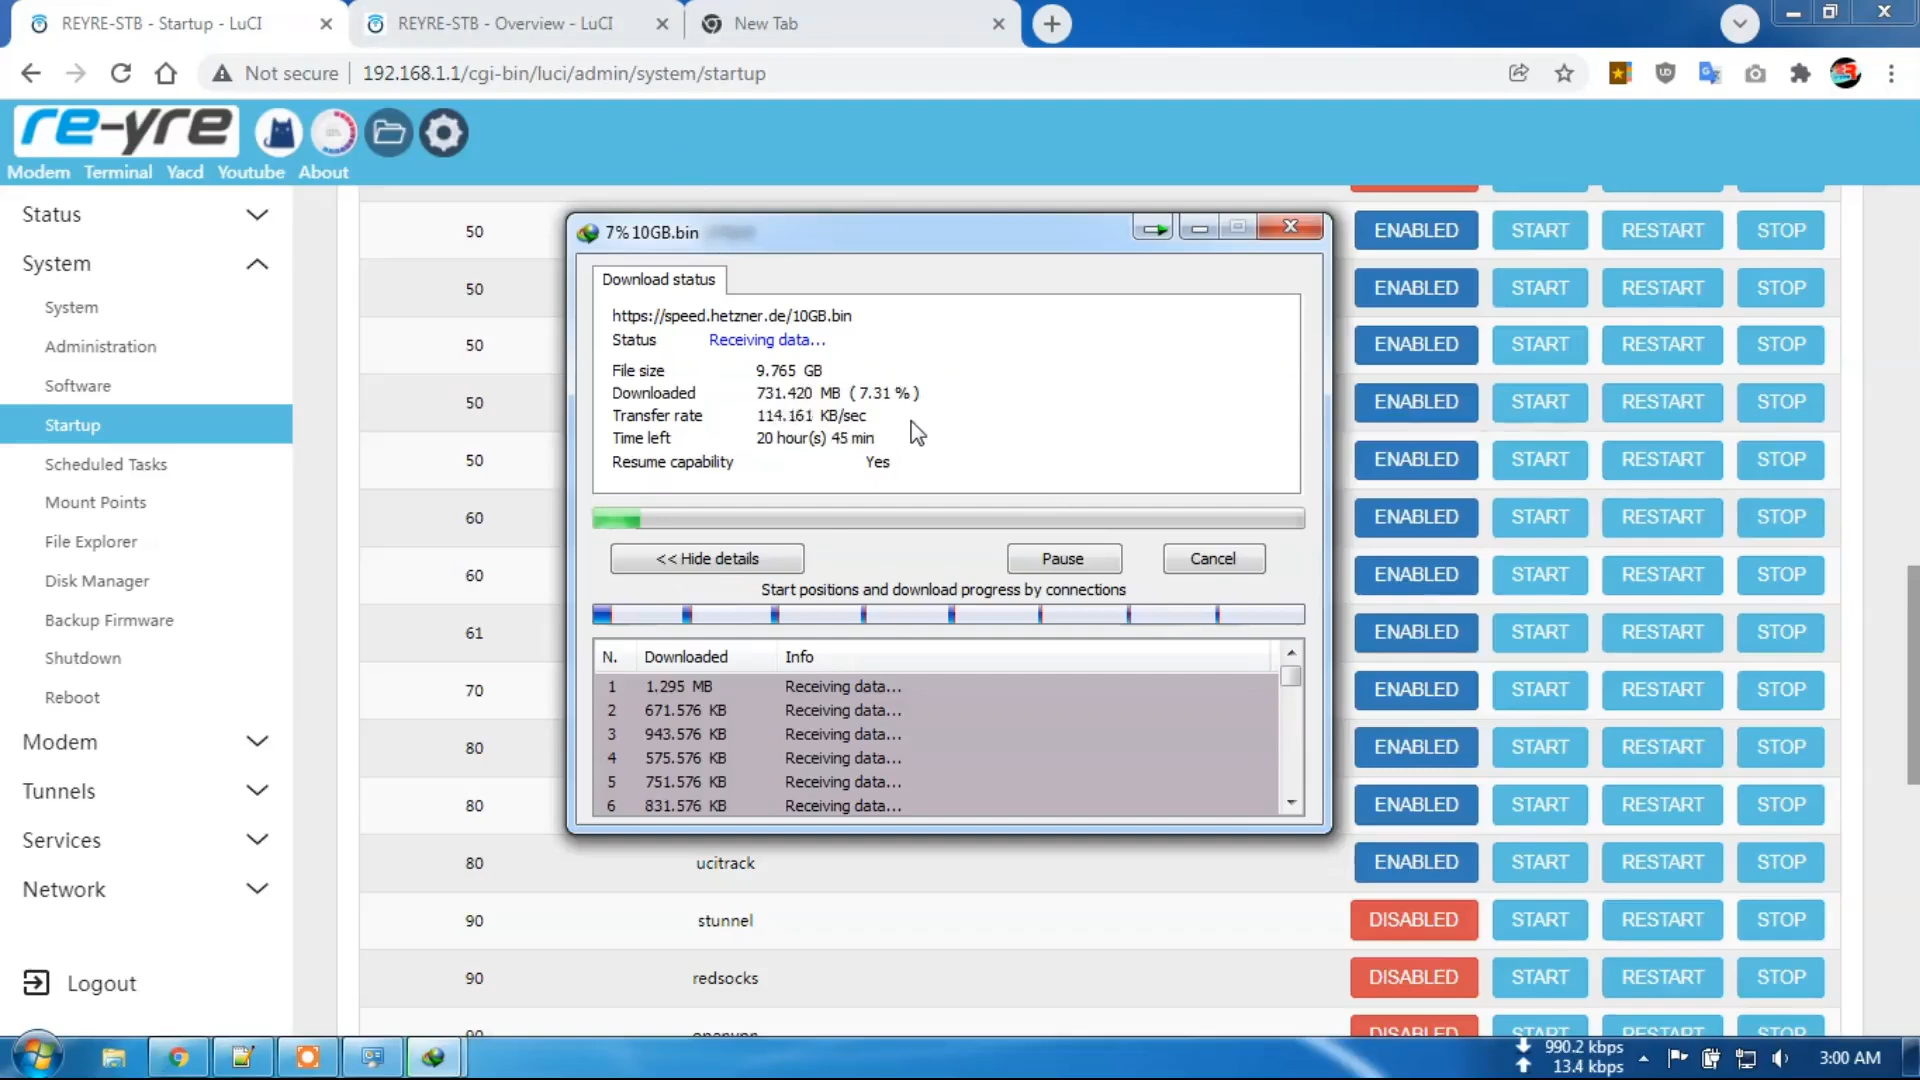 REYRE-STB - Startup - LuCI
REYRE-STB - Overview - LuCI
New Tab
Not secure
192.168.1.1/cgi-bin/luci/admin/system/startup
re-yre
Modem Terminal Yacd Youtube About
Status
System
System
Administration
Software
Startup
Scheduled Tasks
Mount Points
File Explorer
Disk Manager
Backup Firmware
Shutdown
Reboot
Modem
Tunnels
Services
Network
Logout
50 ENABLED START RESTART STOP
50 ENABLED START RESTART STOP
50 ENABLED START RESTART STOP
50 ENABLED START RESTART STOP
50 ENABLED START RESTART STOP
60 ENABLED START RESTART STOP
60 ENABLED START RESTART STOP
61 ENABLED START RESTART STOP
70 ENABLED START RESTART STOP
80 ENABLED START RESTART STOP
80 ENABLED START RESTART STOP
80 ucitrack ENABLED START RESTART STOP
90 stunnel DISABLED START RESTART STOP
90 redsocks DISABLED START RESTART STOP
90 openvpn DISABLED START RESTART STOP
7% 10GB.bin
Download status
https://speed.hetzner.de/10GB.bin
Status Receiving data...
File size 9.765 GB
Downloaded 731.420 MB ( 7.31 % )
Transfer rate 114.161 KB/sec
Time left 20 hour(s) 45 min
Resume capability Yes
<< Hide details
Pause
Cancel
Start positions and download progress by connections
N. Downloaded Info
1 1.295 MB Receiving data...
2 671.576 KB Receiving data...
3 943.576 KB Receiving data...
4 575.576 KB Receiving data...
5 751.576 KB Receiving data...
6 831.576 KB Receiving data...
990.2 kbps
13.4 kbps
3:00 AM